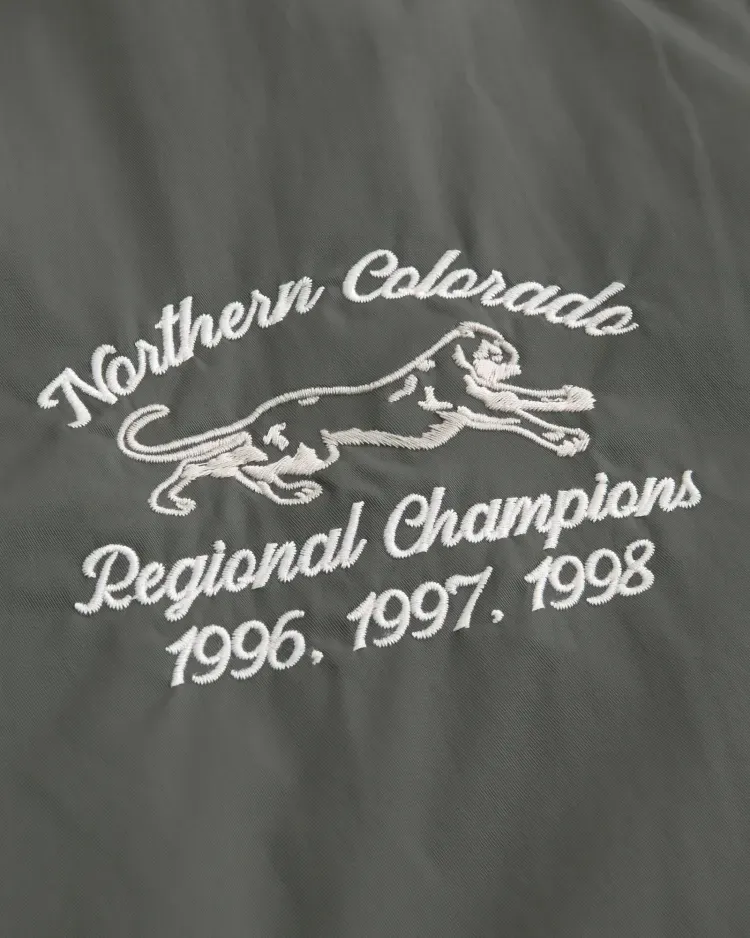 Northern Colorado
Regional Champions
1996, 1997, 1998